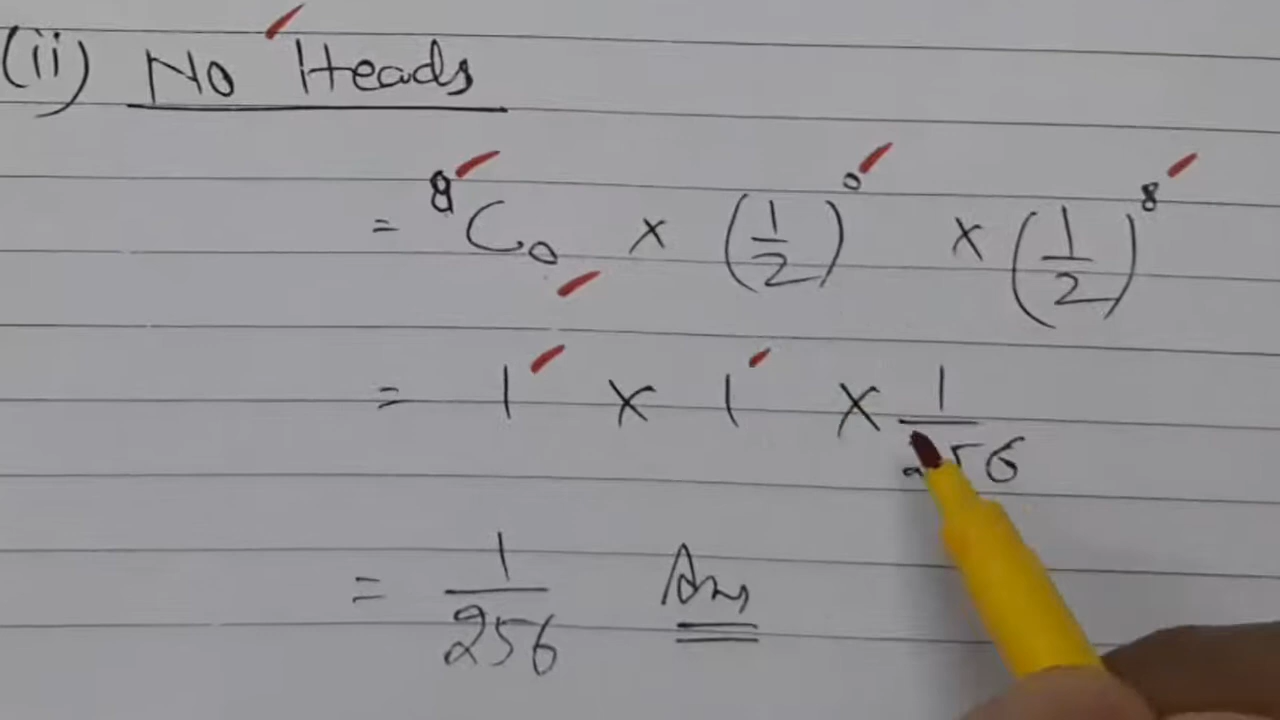 (ii) No Heads
= ⁸C₀ × (1/2)⁰ × (1/2)⁸
= 1 × 1 × 1/256
= 1/256 Ans